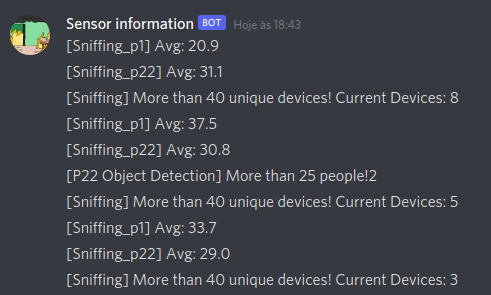 Sensor information BOT Hoje às 18:43
[Sniffing_p1] Avg: 20.9
[Sniffing_p22] Avg: 31.1
[Sniffing] More than 40 unique devices! Current Devices: 8
[Sniffing_p1] Avg: 37.5
[Sniffing_p22] Avg: 30.8
[P22 Object Detection] More than 25 people!2
[Sniffing] More than 40 unique devices! Current Devices: 5
[Sniffing_p1] Avg: 33.7
[Sniffing_p22] Avg: 29.0
[Sniffing] More than 40 unique devices! Current Devices: 3